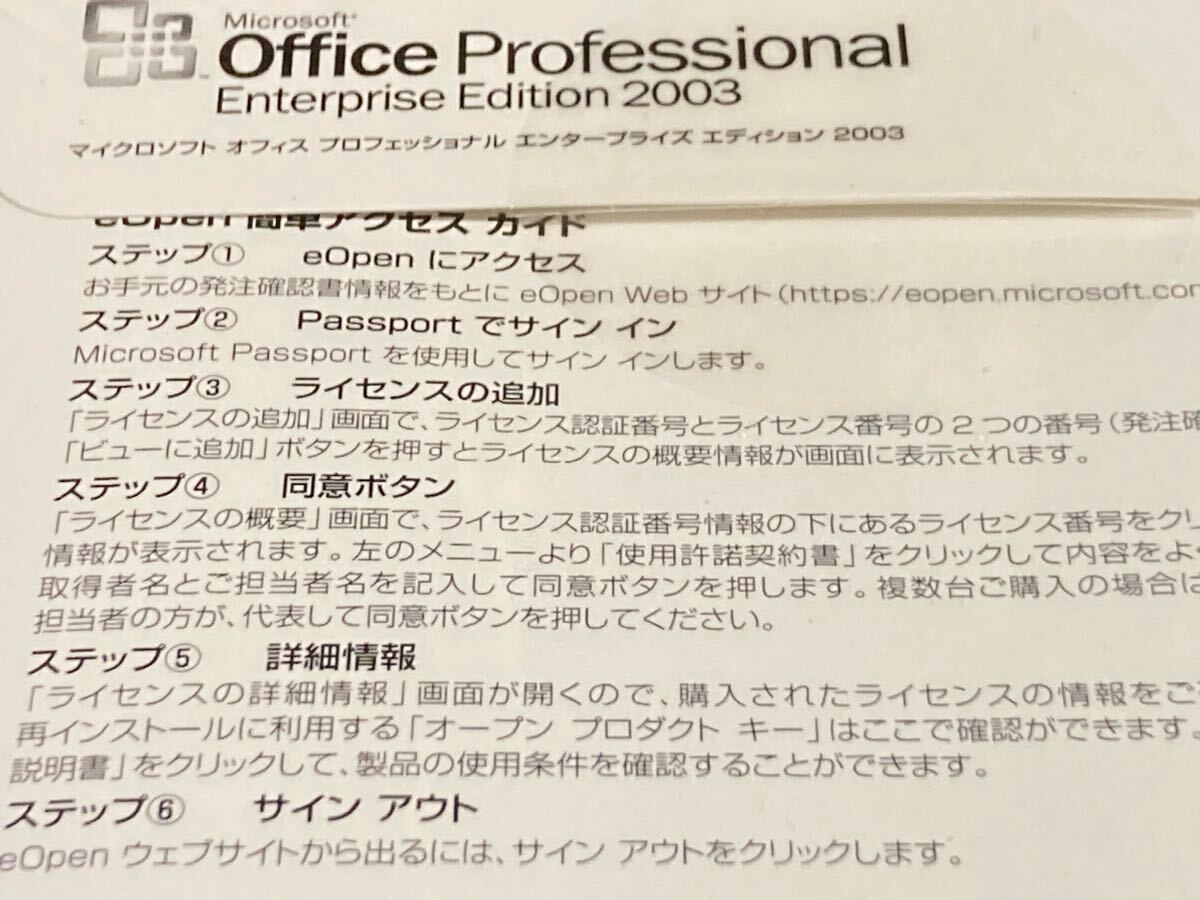 Microsoft®
Office Professional
Enterprise Edition 2003
マイクロソフト オフィス プロフェッショナル エンタープライズ エディション 2003
eOpen 簡単アクセス ガイド
ステップ① eOpen にアクセス
お手元の発注確認書情報をもとに eOpen Web サイト(https://eopen.microsoft.com
ステップ② Passport でサイン イン
Microsoft Passport を使用してサイン インします。
ステップ③ ライセンスの追加
「ライセンスの追加」画面で、ライセンス認証番号とライセンス番号の 2 つの番号(発注確
「ビューに追加」ボタンを押すとライセンスの概要情報が画面に表示されます。
ステップ④ 同意ボタン
「ライセンスの概要」画面で、ライセンス認証番号情報の下にあるライセンス番号をクリ
情報が表示されます。左のメニューより「使用許諾契約書」をクリックして内容をよく
取得者名とご担当者名を記入して同意ボタンを押します。複数台ご購入の場合は
担当者の方が、代表して同意ボタンを押してください。
ステップ⑤ 詳細情報
「ライセンスの詳細情報」画面が開くので、購入されたライセンスの情報をご
再インストールに利用する「オープン プロダクト キー」はここで確認ができます。
説明書」をクリックして、製品の使用条件を確認することができます。
ステップ⑥ サイン アウト
eOpen ウェブサイトから出るには、サイン アウトをクリックします。